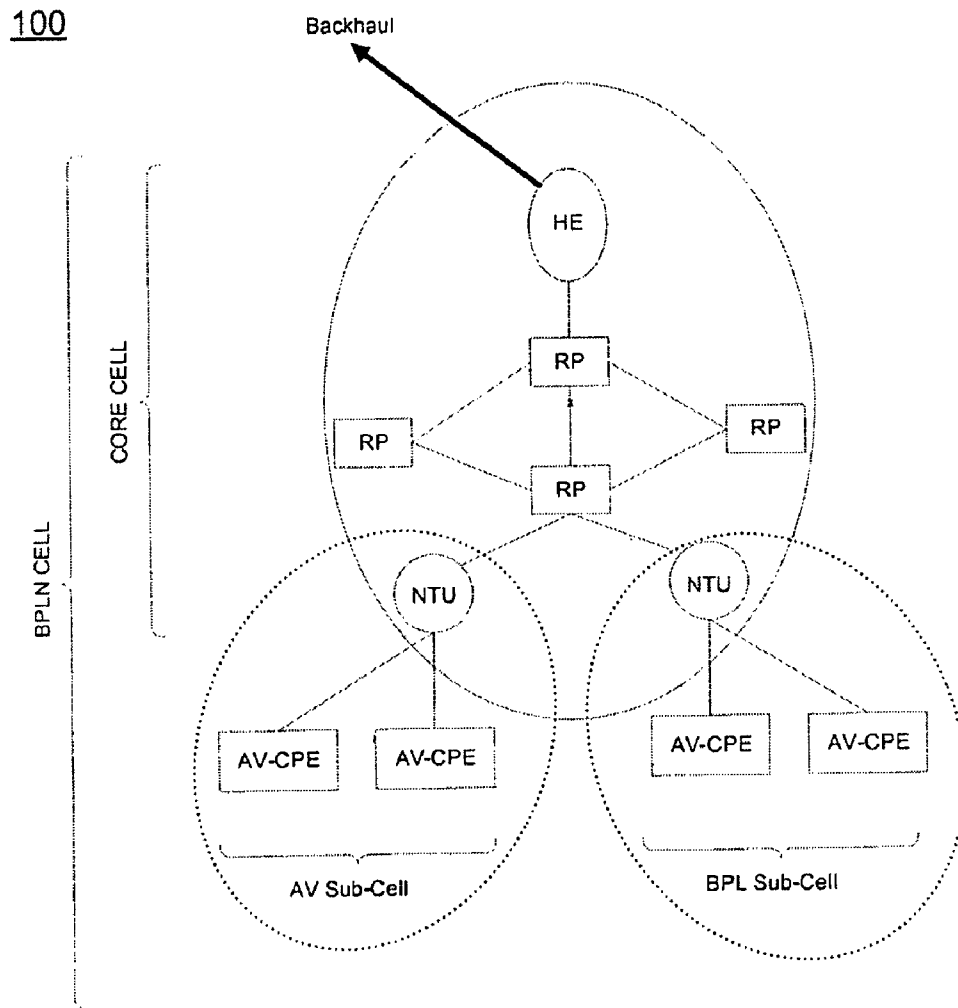 100
Backhaul
HE
RP
RP
RP
RP
CORE CELL
BPLN CELL
NTU
NTU
AV-CPE
AV-CPE
AV-CPE
AV-CPE
AV Sub-Cell
BPL Sub-Cell